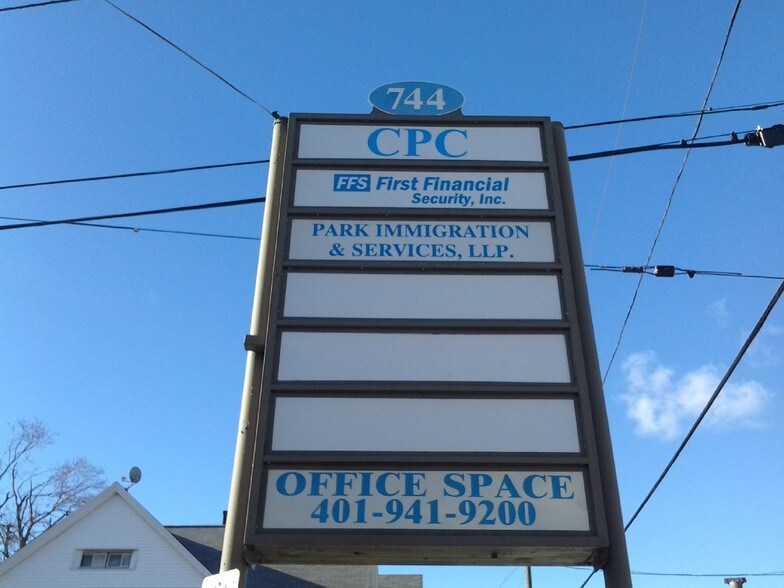 744
CPC
FFS First Financial
Security, Inc.
PARK IMMIGRATION
& SERVICES, LLP.
OFFICE SPACE
401-941-9200